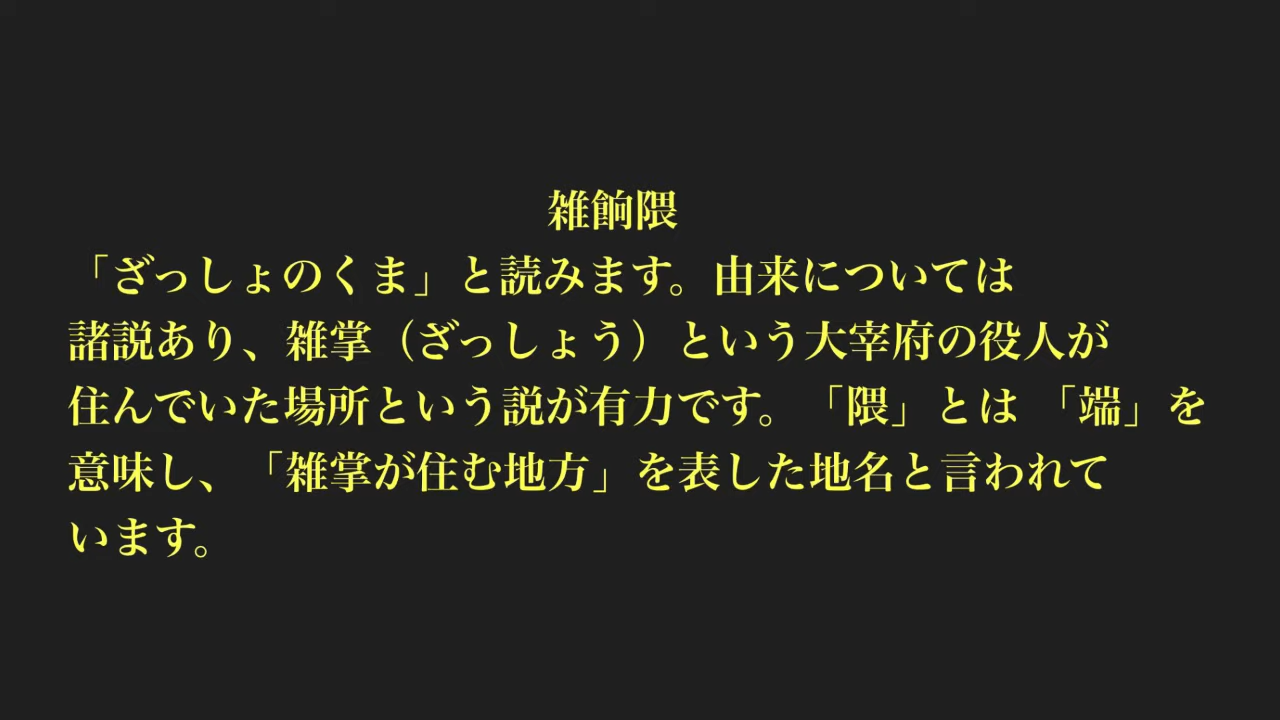 雑餉隈
「ざっしょのくま」と読みます。由来については
諸説あり、雑掌（ざっしょう）という大宰府の役人が
住んでいた場所という説が有力です。「隈」とは 「端」を
意味し、「雑掌が住む地方」を表した地名と言われて
います。